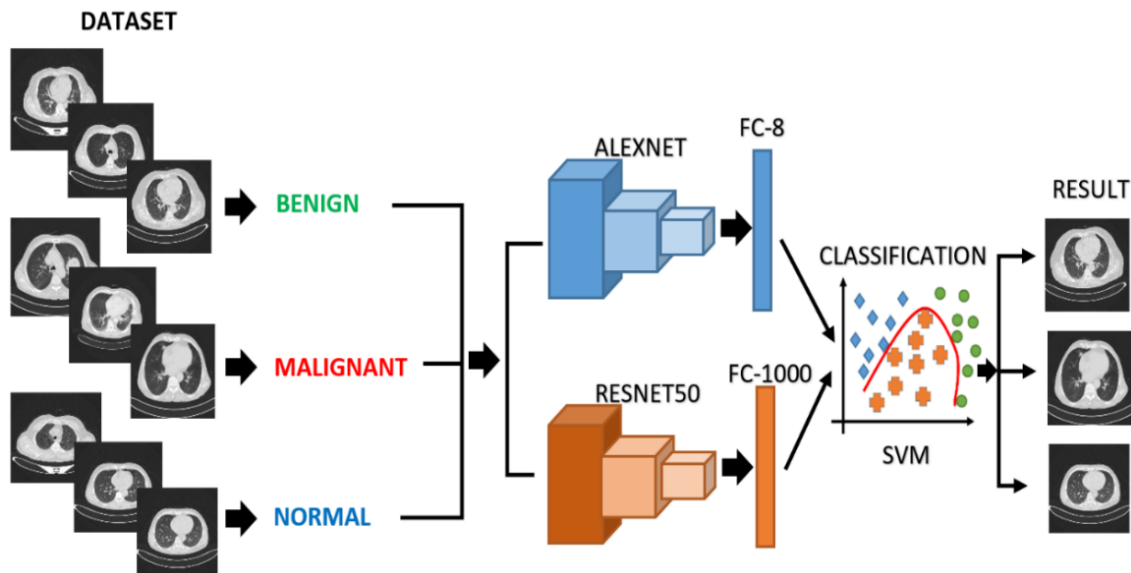 DATASET
BENIGN
MALIGNANT
NORMAL
ALEXNET
FC-8
RESNET50
FC-1000
CLASSIFICATION
SVM
RESULT